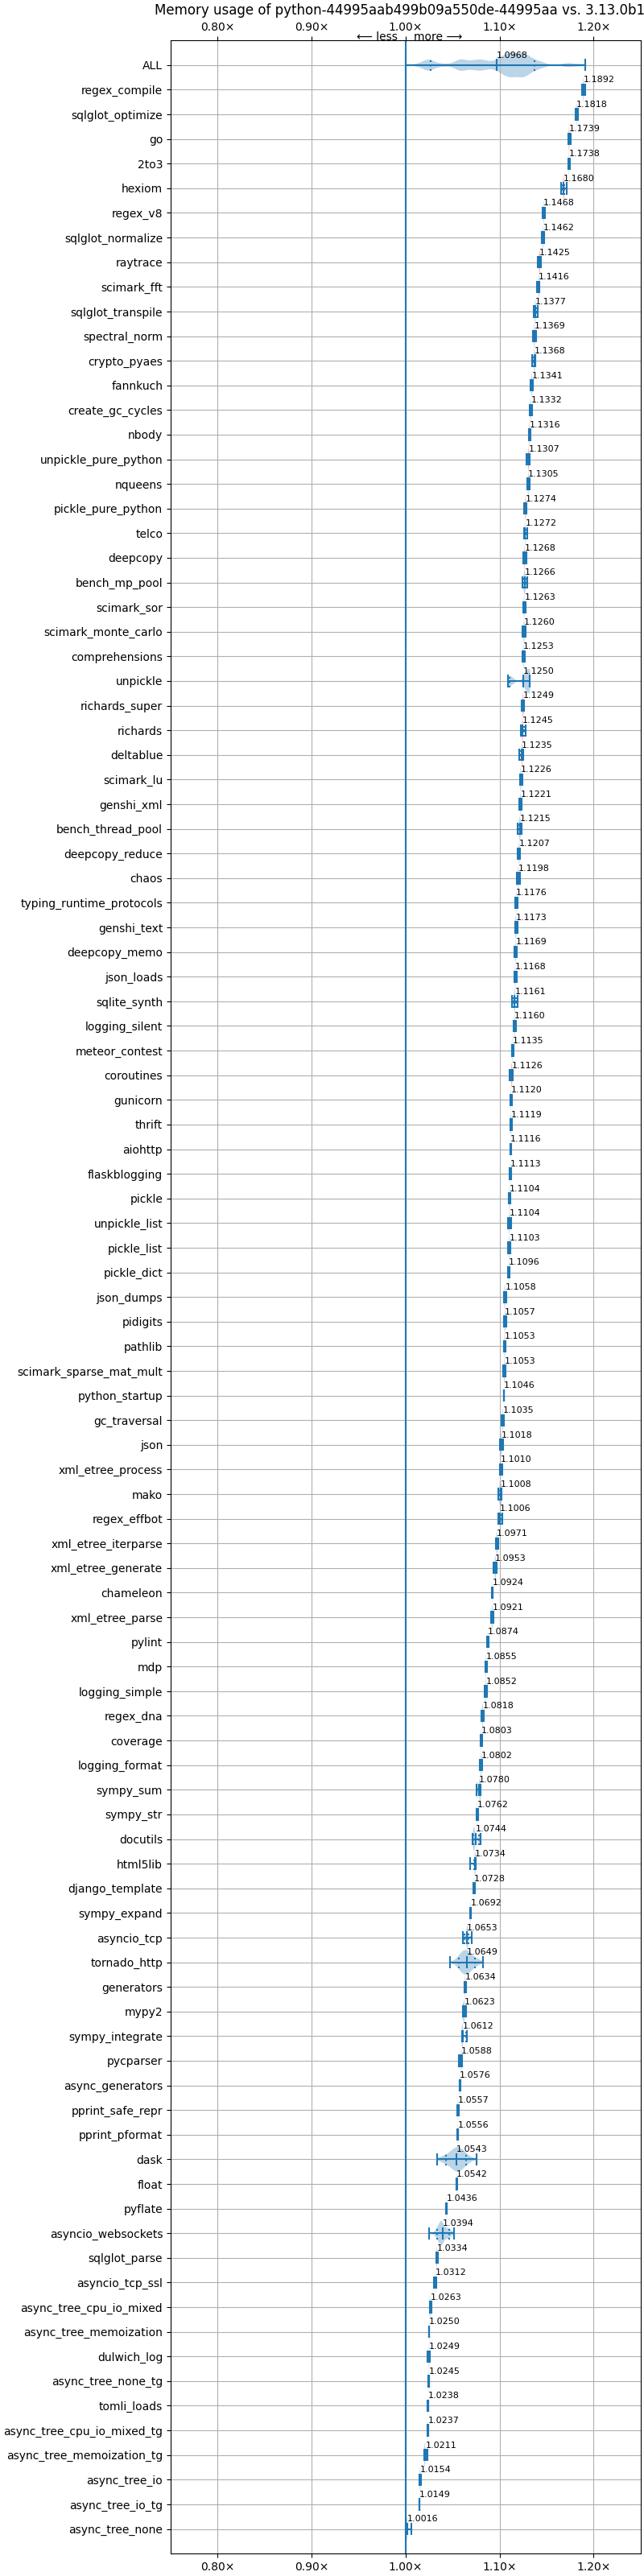 Memory usage of python-44995aab499b09a550de-44995aa vs. 3.13.0b1
0.80× 0.90× 1.00× 1.10× 1.20×
⟵ less more ⟶
ALL 1.0968
regex_compile 1.1892
sqlglot_optimize 1.1818
go 1.1739
2to3 1.1738
hexiom 1.1680
regex_v8 1.1468
sqlglot_normalize 1.1462
raytrace 1.1425
scimark_fft 1.1416
sqlglot_transpile 1.1377
spectral_norm 1.1369
crypto_pyaes 1.1368
fannkuch 1.1341
create_gc_cycles 1.1332
nbody 1.1316
unpickle_pure_python 1.1307
nqueens 1.1305
pickle_pure_python 1.1274
telco 1.1272
deepcopy 1.1268
bench_mp_pool 1.1266
scimark_sor 1.1263
scimark_monte_carlo 1.1260
comprehensions 1.1253
unpickle 1.1250
richards_super 1.1249
richards 1.1245
deltablue 1.1235
scimark_lu 1.1226
genshi_xml 1.1221
bench_thread_pool 1.1215
deepcopy_reduce 1.1207
chaos 1.1198
typing_runtime_protocols 1.1176
genshi_text 1.1173
deepcopy_memo 1.1169
json_loads 1.1168
sqlite_synth 1.1161
logging_silent 1.1160
meteor_contest 1.1135
coroutines 1.1126
gunicorn 1.1120
thrift 1.1119
aiohttp 1.1116
flaskblogging 1.1113
pickle 1.1104
unpickle_list 1.1104
pickle_list 1.1103
pickle_dict 1.1096
json_dumps 1.1058
pidigits 1.1057
pathlib 1.1053
scimark_sparse_mat_mult 1.1053
python_startup 1.1046
gc_traversal 1.1035
json 1.1018
xml_etree_process 1.1010
mako 1.1008
regex_effbot 1.1006
xml_etree_iterparse 1.0971
xml_etree_generate 1.0953
chameleon 1.0924
xml_etree_parse 1.0921
pylint 1.0874
mdp 1.0855
logging_simple 1.0852
regex_dna 1.0818
coverage 1.0803
logging_format 1.0802
sympy_sum 1.0780
sympy_str 1.0762
docutils 1.0744
html5lib 1.0734
django_template 1.0728
sympy_expand 1.0692
asyncio_tcp 1.0653
tornado_http 1.0649
generators 1.0634
mypy2 1.0623
sympy_integrate 1.0612
pycparser 1.0588
async_generators 1.0576
pprint_safe_repr 1.0557
pprint_pformat 1.0556
dask 1.0543
float 1.0542
pyflate 1.0436
asyncio_websockets 1.0394
sqlglot_parse 1.0334
asyncio_tcp_ssl 1.0312
async_tree_cpu_io_mixed 1.0263
async_tree_memoization 1.0250
dulwich_log 1.0249
async_tree_none_tg 1.0245
tomli_loads 1.0238
async_tree_cpu_io_mixed_tg 1.0237
async_tree_memoization_tg 1.0211
async_tree_io 1.0154
async_tree_io_tg 1.0149
async_tree_none 1.0016
0.80× 0.90× 1.00× 1.10× 1.20×